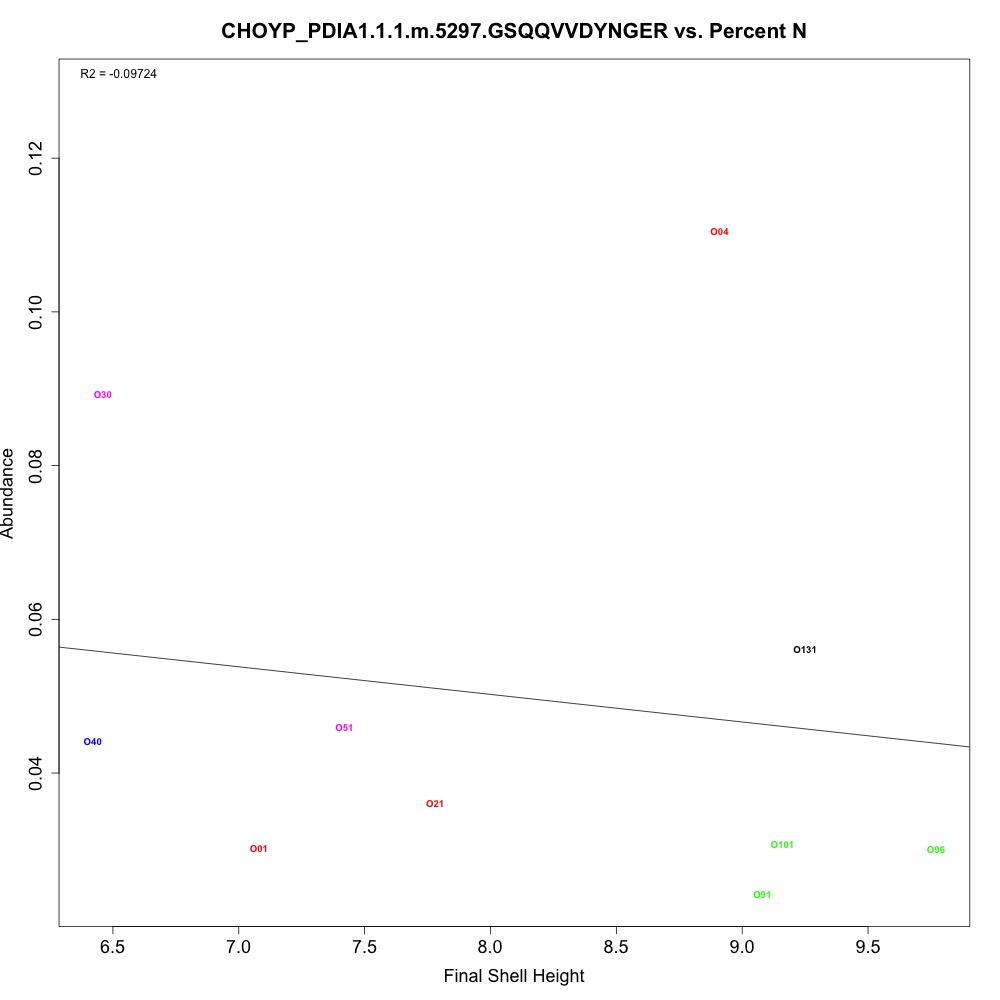 CHOYP_PDIA1.1.1.m.5297.GSQQVVDYNGER vs. Percent N
R2 = -0.09724
0.12
O04
0.10
O30
0.08
Abundance
0.06
O131
O51
O40
0.04
O21
O101
O01
O96
O91
6.5 7.0 7.5 8.0 8.5 9.0 9.5
Final Shell Height